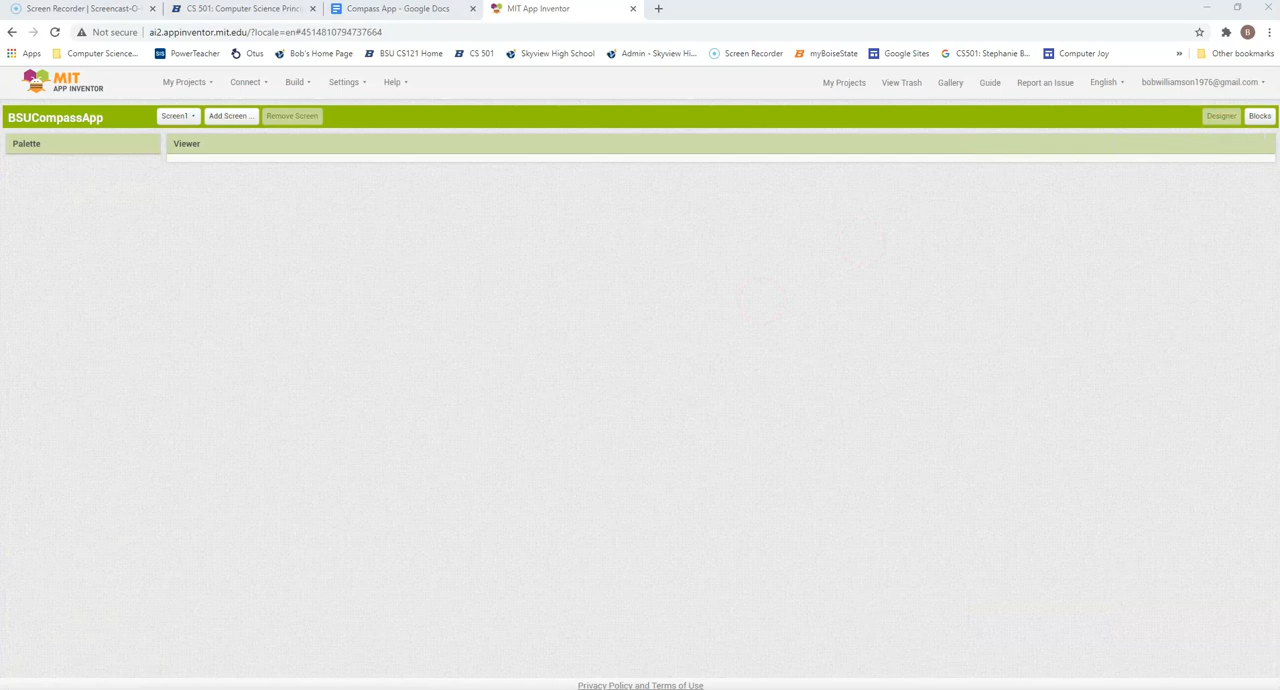 Screen Recorder | Screencast-O- CS 501: Computer Science Princi Compass App - Google Docs MIT App Inventor
Not secure ai2.appinventor.mit.edu/?locale=en#4514810794737664
Apps Computer Science... PowerTeacher Otus Bob's Home Page BSU CS121 Home CS 501 Skyview High School Admin - Skyview Hi... Screen Recorder myBoiseState Google Sites CS501: Stephanie B... Computer Joy » Other bookmarks
MIT APP INVENTOR My Projects Connect Build Settings Help My Projects View Trash Gallery Guide Report an Issue English bobwilliamson1976@gmail.com
BSUCompassApp Screen1 Add Screen ... Remove Screen Designer Blocks
Palette Viewer
Privacy Policy and Terms of Use